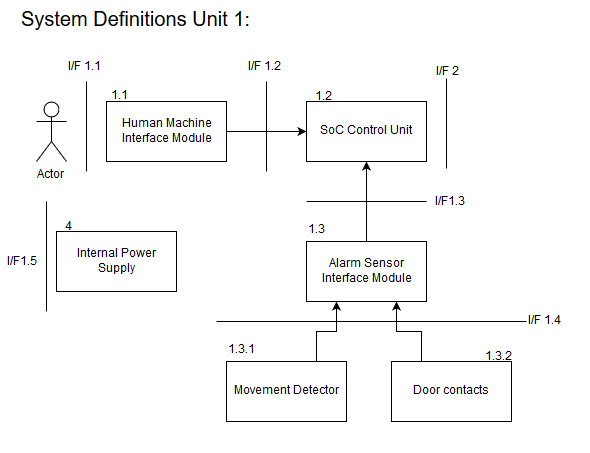 System Definitions Unit 1:
I/F 1.1
I/F 1.2
I/F 2
1.1
1.2
Human Machine
Interface Module
SoC Control Unit
Actor
I/F1.3
4
1.3
I/F1.5
Internal Power
Supply
Alarm Sensor
Interface Module
I/F 1.4
1.3.1
1.3.2
Movement Detector
Door contacts